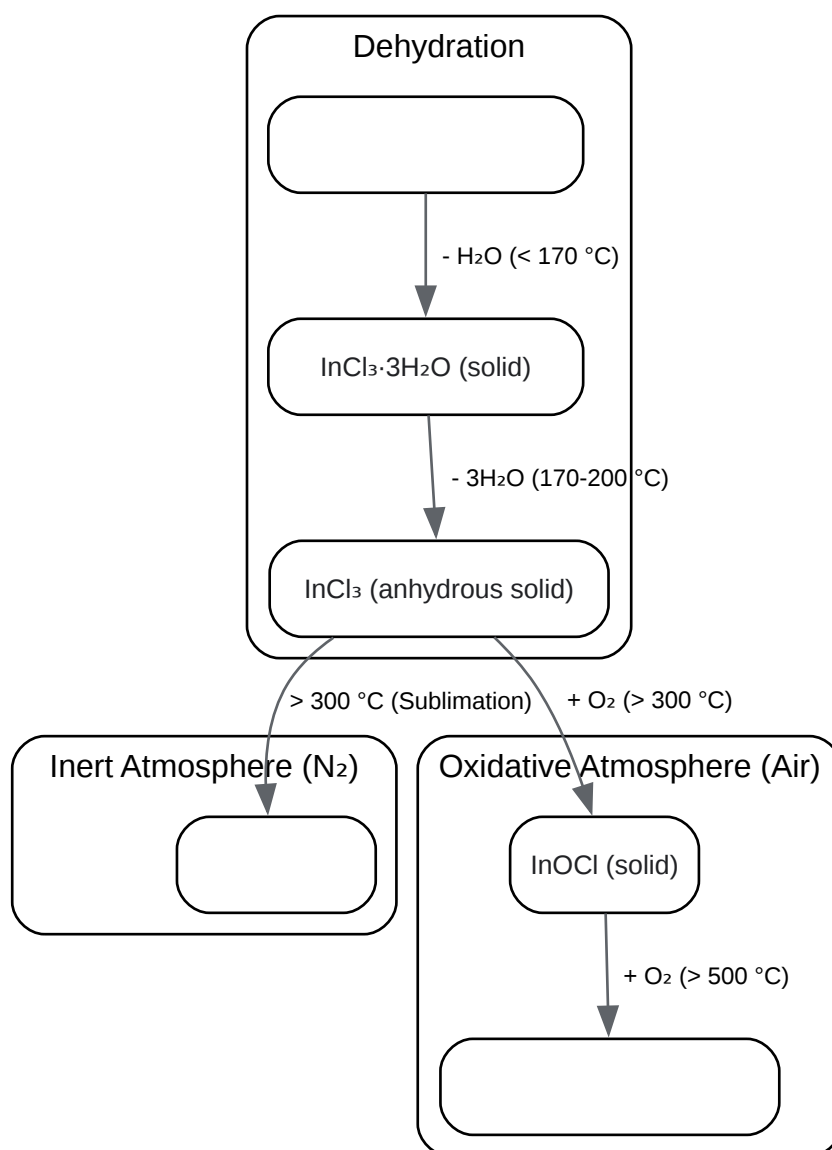 Dehydration
- H₂O (< 170 °C)
InCl₃·3H₂O (solid)
- 3H₂O (170-200 °C)
InCl₃ (anhydrous solid)
> 300 °C (Sublimation)
+ O₂ (> 300 °C)
Inert Atmosphere (N₂)
Oxidative Atmosphere (Air)
InOCl (solid)
+ O₂ (> 500 °C)